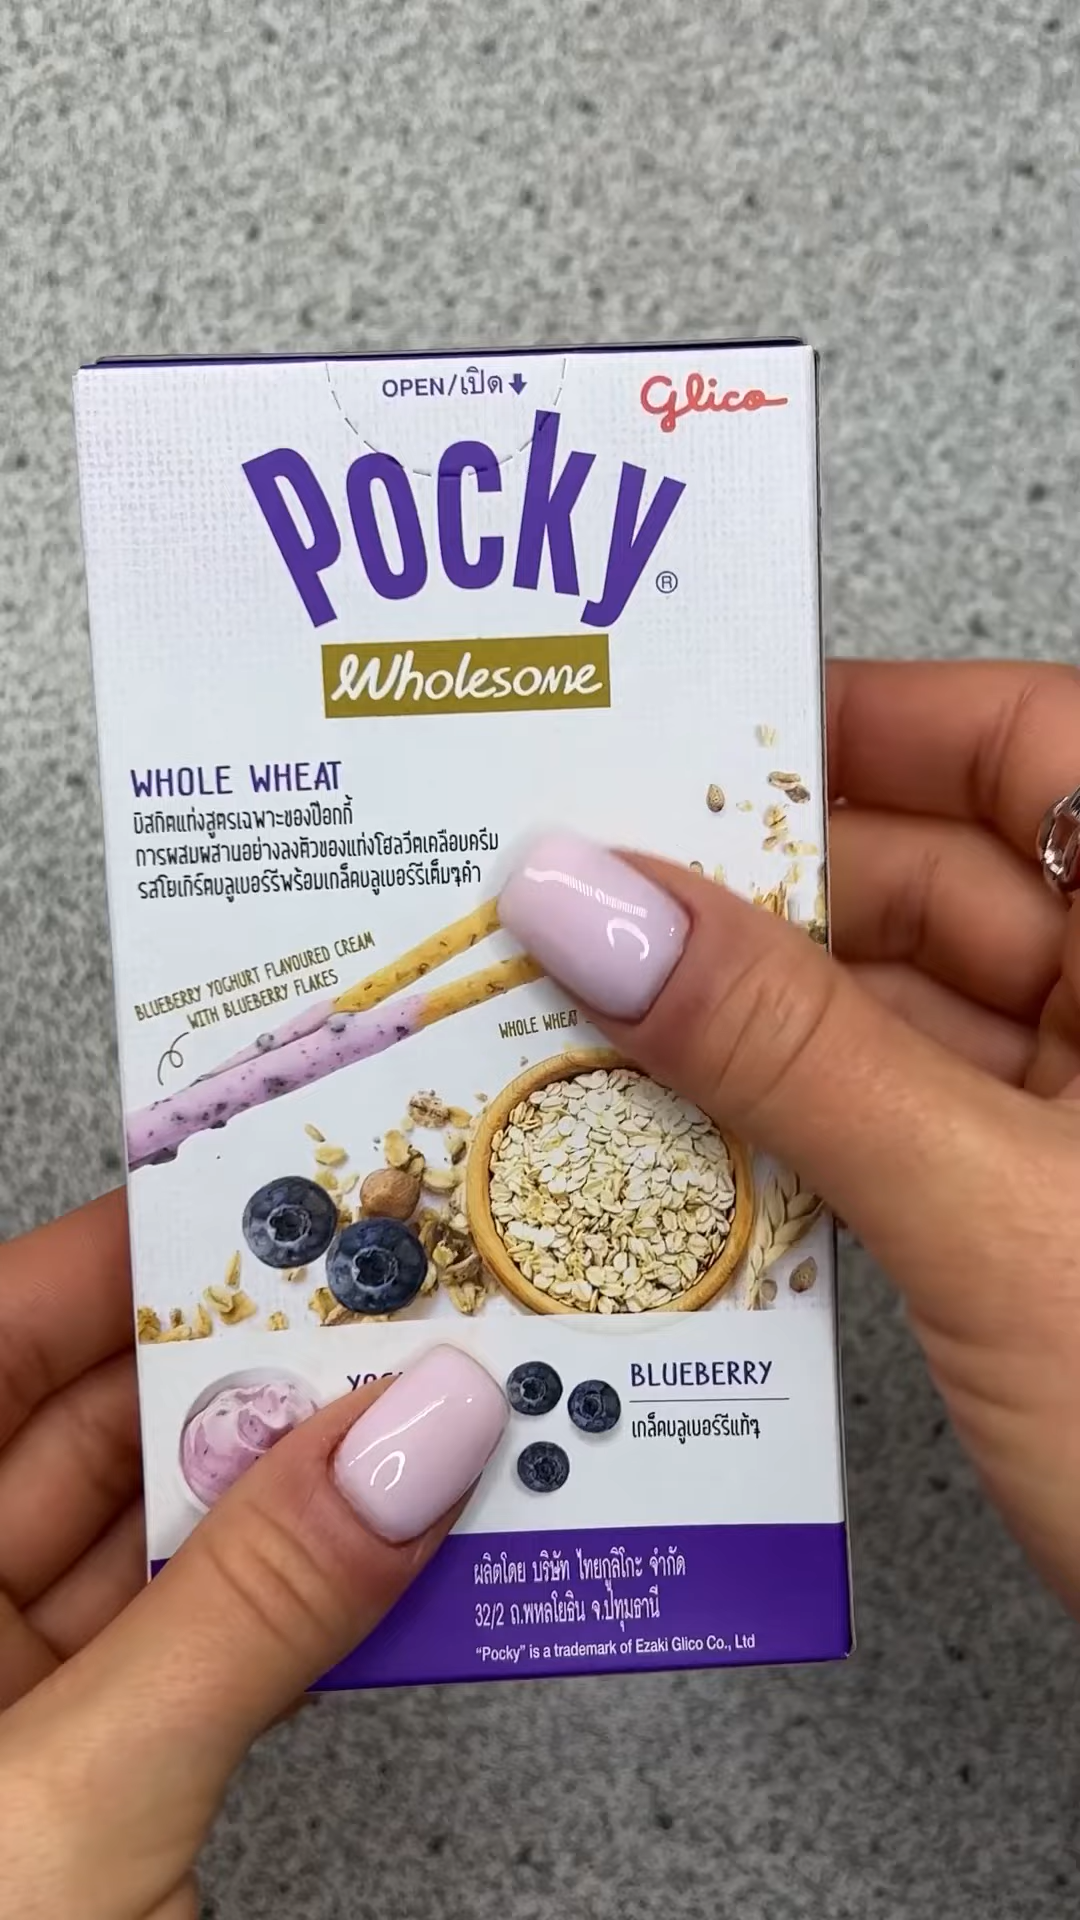 OPEN/เปิด
Glico
Pocky®
Wholesome
WHOLE WHEAT
บิสกิตแท่งสูตรเฉพาะของป๊อกกี้
การผสมผสานอย่างลงตัวของแท่งโฮลวีตเคลือบครีม
รสโยเกิร์ตบลูเบอร์รีพร้อมเกล็ดบลูเบอร์รีเต็มๆคำ
BLUEBERRY YOGHURT FLAVOURED CREAM
WITH BLUEBERRY FLAKES
WHOLE WHEAT
BLUEBERRY
เกล็ดบลูเบอร์รีแท้ๆ
ผลิตโดย บริษัท ไทยกูลิโกะ จำกัด
32/2 ถ.พหลโยธิน จ.ปทุมธานี
"Pocky" is a trademark of Ezaki Glico Co., Ltd